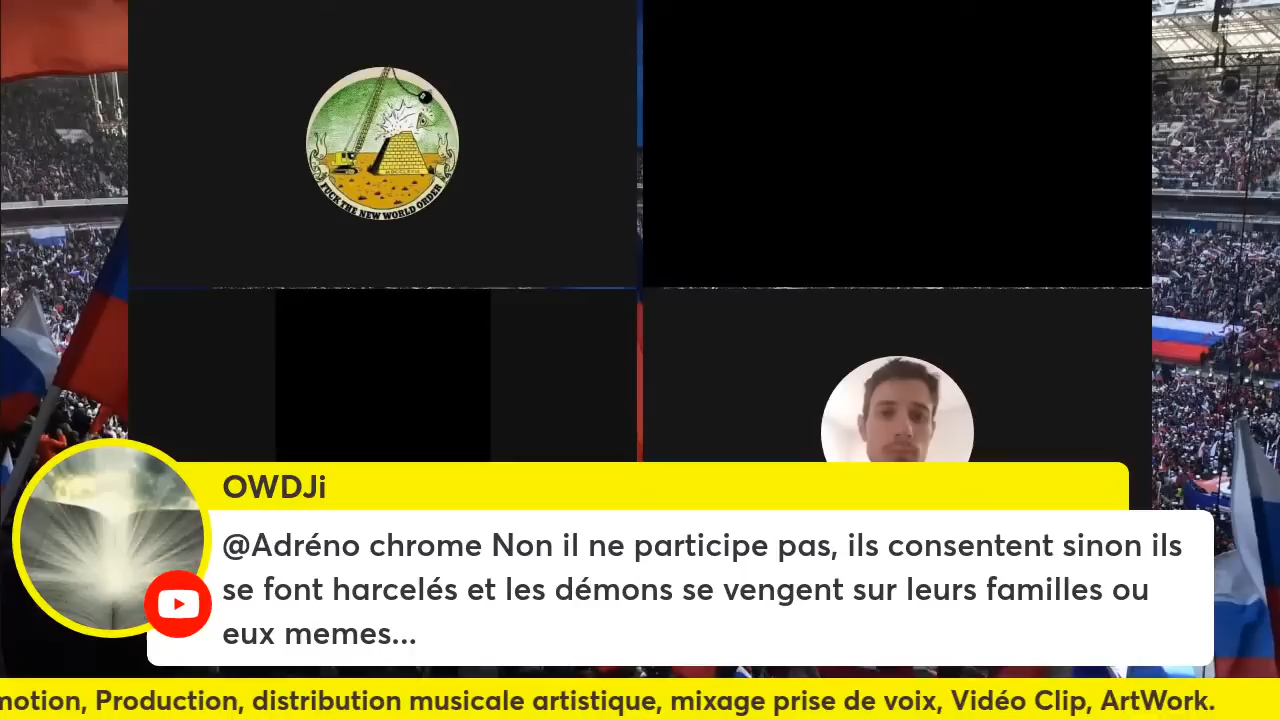 FUCK THE NEW WORLD ORDER
OWDJi
@Adréno chrome Non il ne participe pas, ils consentent sinon ils
se font harcelés et les démons se vengent sur leurs familles ou
eux memes...
motion, Production, distribution musicale artistique, mixage prise de voix, Vidéo Clip, ArtWork.